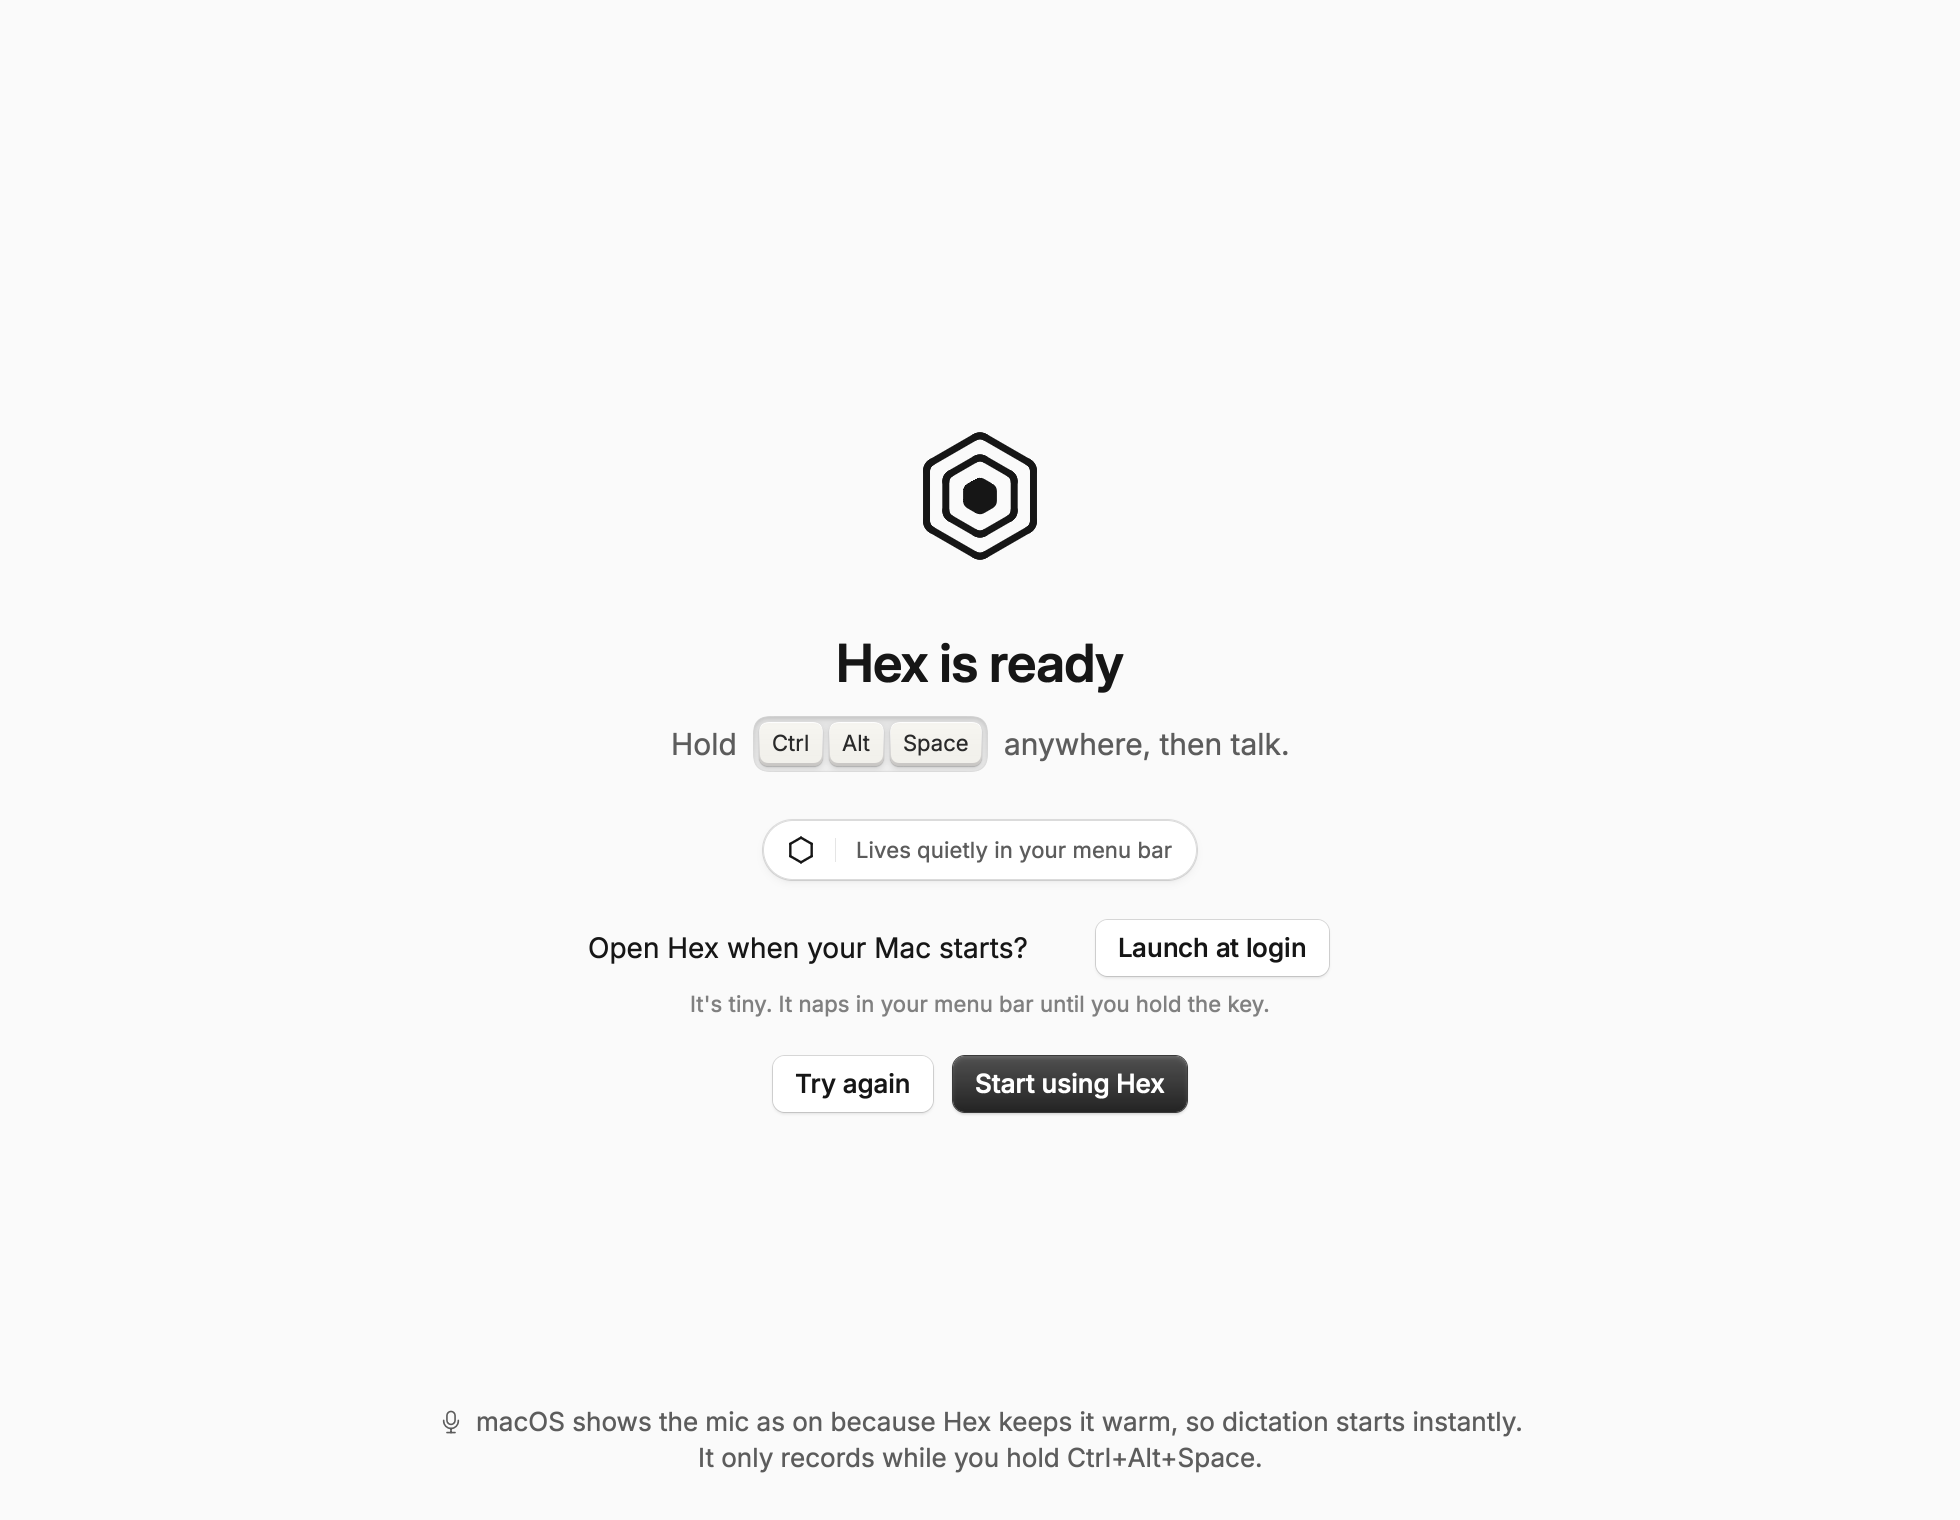 Hex is ready
Hold Ctrl Alt Space anywhere, then talk.
Lives quietly in your menu bar
Open Hex when your Mac starts? Launch at login
It's tiny. It naps in your menu bar until you hold the key.
Try again Start using Hex
macOS shows the mic as on because Hex keeps it warm, so dictation starts instantly.
It only records while you hold Ctrl+Alt+Space.